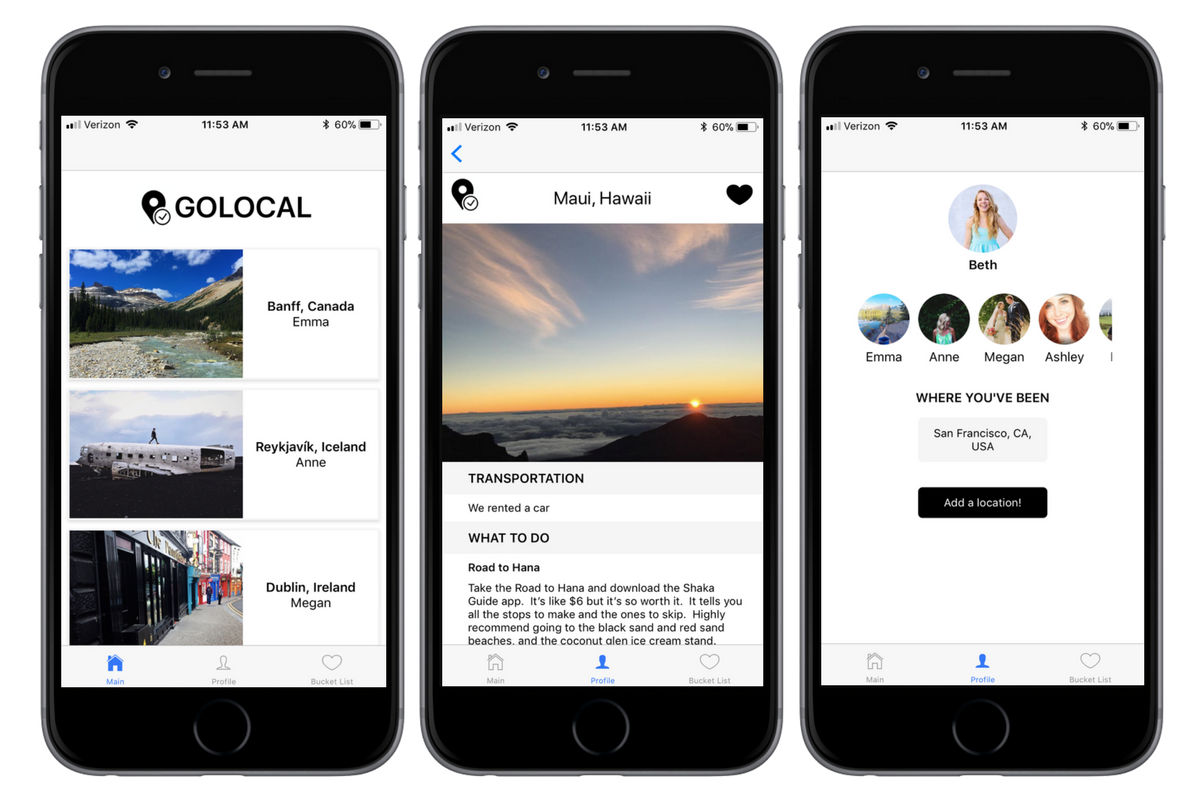 Verizon 11:53 AM 60%
GOLOCAL
Banff, Canada
Emma
Reykjavík, Iceland
Anne
Dublin, Ireland
Megan
Main Profile Bucket List
Verizon 11:53 AM 60%
Maui, Hawaii
TRANSPORTATION
We rented a car
WHAT TO DO
Road to Hana
Take the Road to Hana and download the Shaka
Guide app. It's like $6 but it's so worth it. It tells you
all the stops to make and the ones to skip. Highly
recommend going to the black sand and red sand
beaches, and the coconut glen ice cream stand.
Main Profile Bucket List
Verizon 11:53 AM 60%
Beth
Emma Anne Megan Ashley
WHERE YOU'VE BEEN
San Francisco, CA,
USA
Add a location!
Main Profile Bucket List